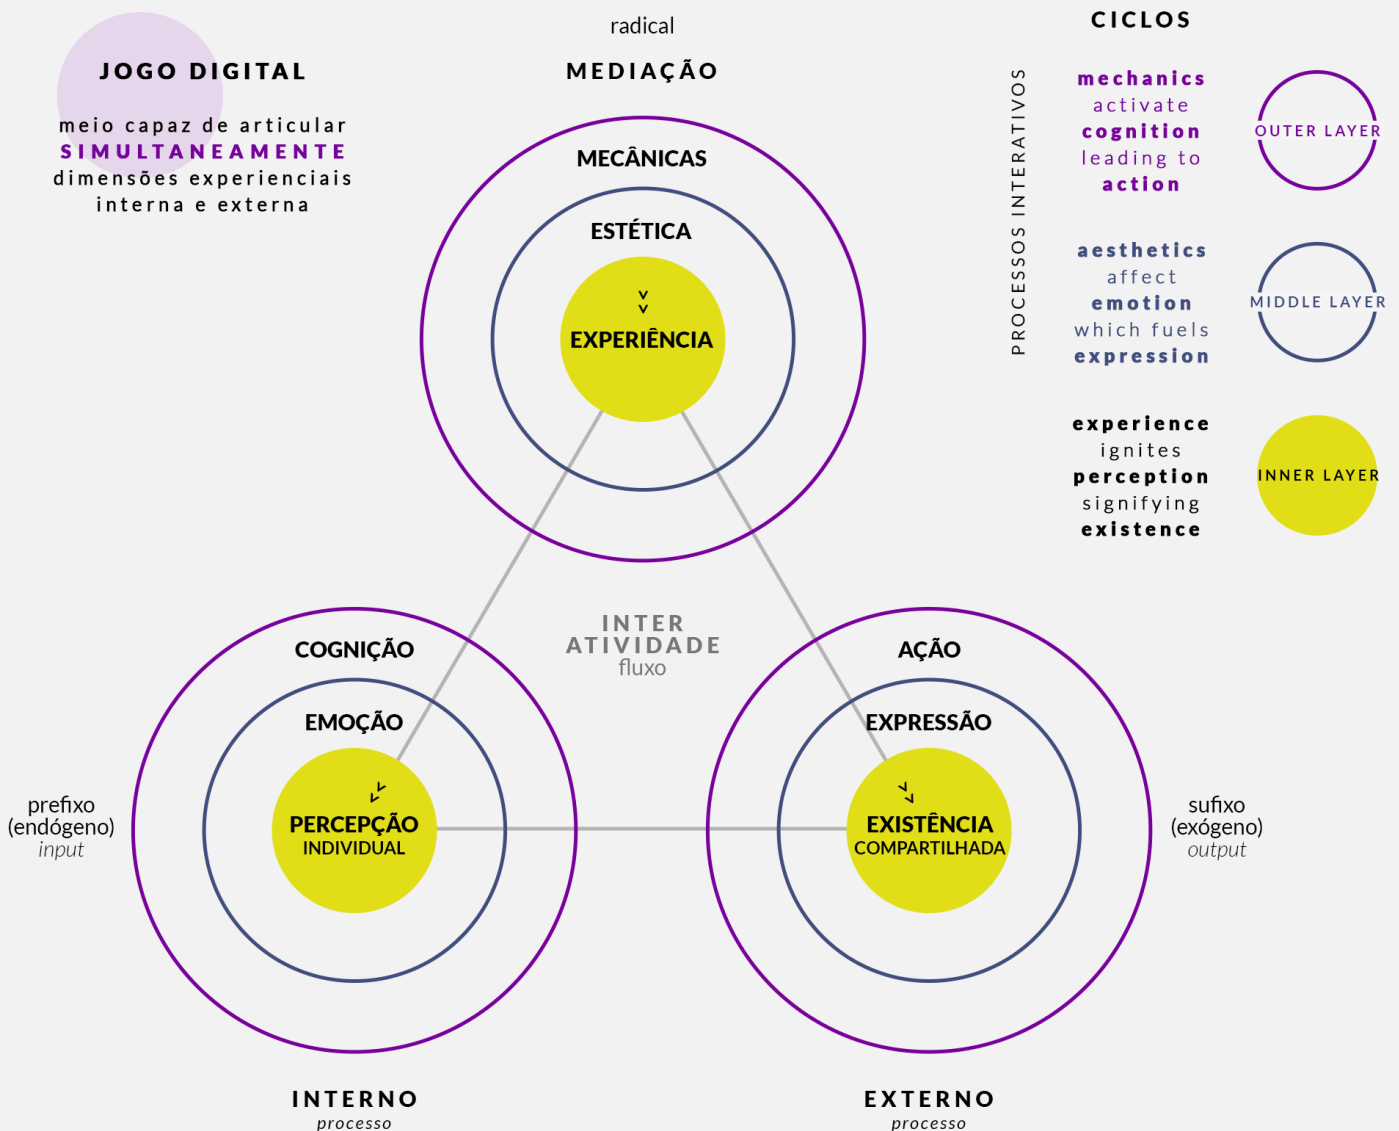 JOGO DIGITAL
meio capaz de articular
SIMULTANEAMENTE
dimensões experienciais
interna e externa
radical
MEDIAÇÃO
MECÂNICAS
ESTÉTICA
EXPERIÊNCIA
CICLOS
PROCESSOS INTERATIVOS
mechanics
activate
cognition
leading to
action
OUTER LAYER
aesthetics
affect
emotion
which fuels
expression
MIDDLE LAYER
experience
ignites
perception
signifying
existence
INNER LAYER
INTER
ATIVIDADE
fluxo
prefixo
(endógeno)
input
COGNIÇÃO
EMOÇÃO
PERCEPÇÃO
INDIVIDUAL
INTERNO
processo
AÇÃO
EXPRESSÃO
EXISTÊNCIA
COMPARTILHADA
sufixo
(exógeno)
output
EXTERNO
processo